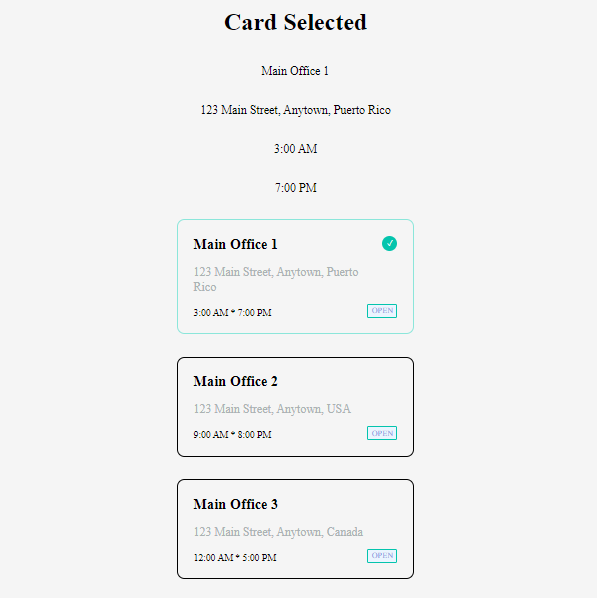 Card Selected
Main Office 1
123 Main Street, Anytown, Puerto Rico
3:00 AM
7:00 PM
Main Office 1
123 Main Street, Anytown, Puerto
Rico
3:00 AM * 7:00 PM
OPEN
Main Office 2
123 Main Street, Anytown, USA
9:00 AM * 8:00 PM
OPEN
Main Office 3
123 Main Street, Anytown, Canada
12:00 AM * 5:00 PM
OPEN